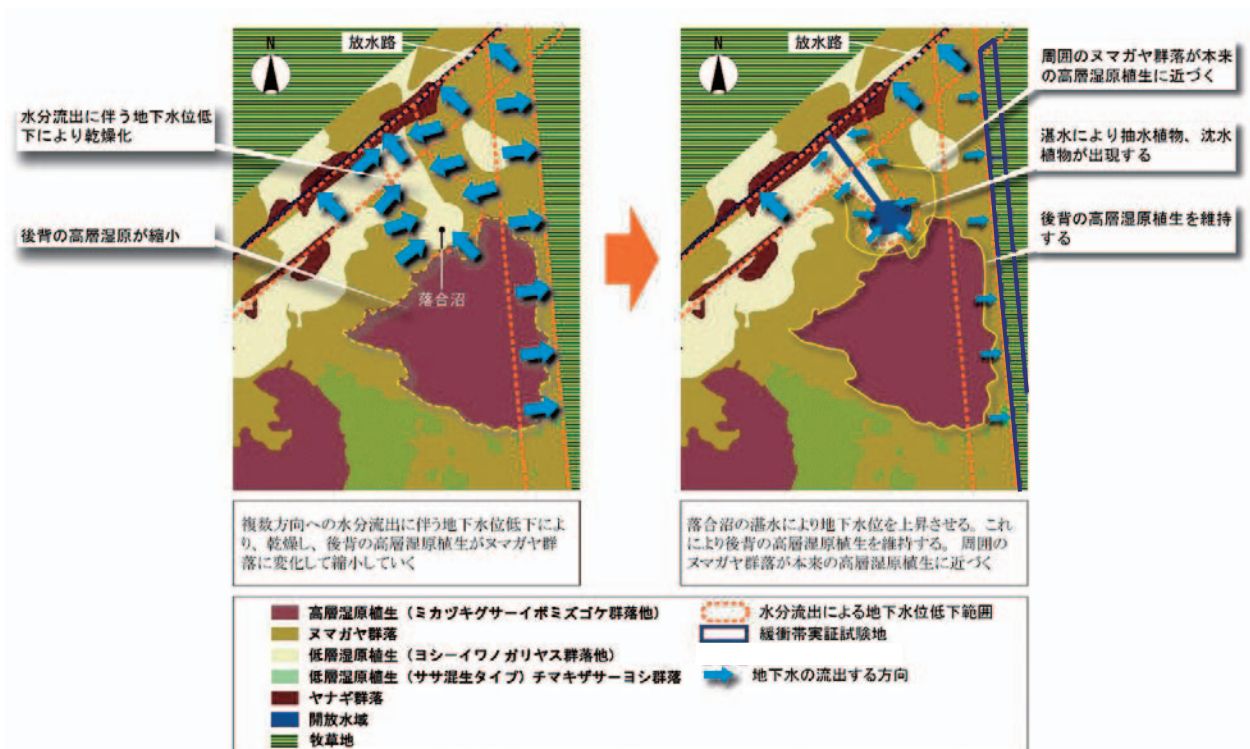 N
放水路
水分流出に伴う地下水位低
下により乾燥化
後背の高層湿原が縮小
落合沼
N
放水路
周囲のヌマガヤ群落が本来
の高層湿原植生に近づく
湛水により抽水植物、沈水
植物が出現する
後背の高層湿原植生を維持
する
複数方向への水分流出に伴う地下水位低下によ
り、乾燥し、後背の高層湿原植生がヌマガヤ群
落に変化して縮小していく
落合沼の湛水により地下水位を上昇させる。これ
により後背の高層湿原植生を維持する。周囲の
ヌマガヤ群落が本来の高層湿原植生に近づく
高層湿原植生（ミカヅキグサーイボミズゴケ群落他）
ヌマガヤ群落
低層湿原植生（ヨシーイワノガリヤス群落他）
低層湿原植生（ササ混生タイプ）チマキザサーヨシ群落
ヤナギ群落
開放水域
牧草地
水分流出による地下水位低下範囲
緩衝帯実証試験地
地下水の流出する方向